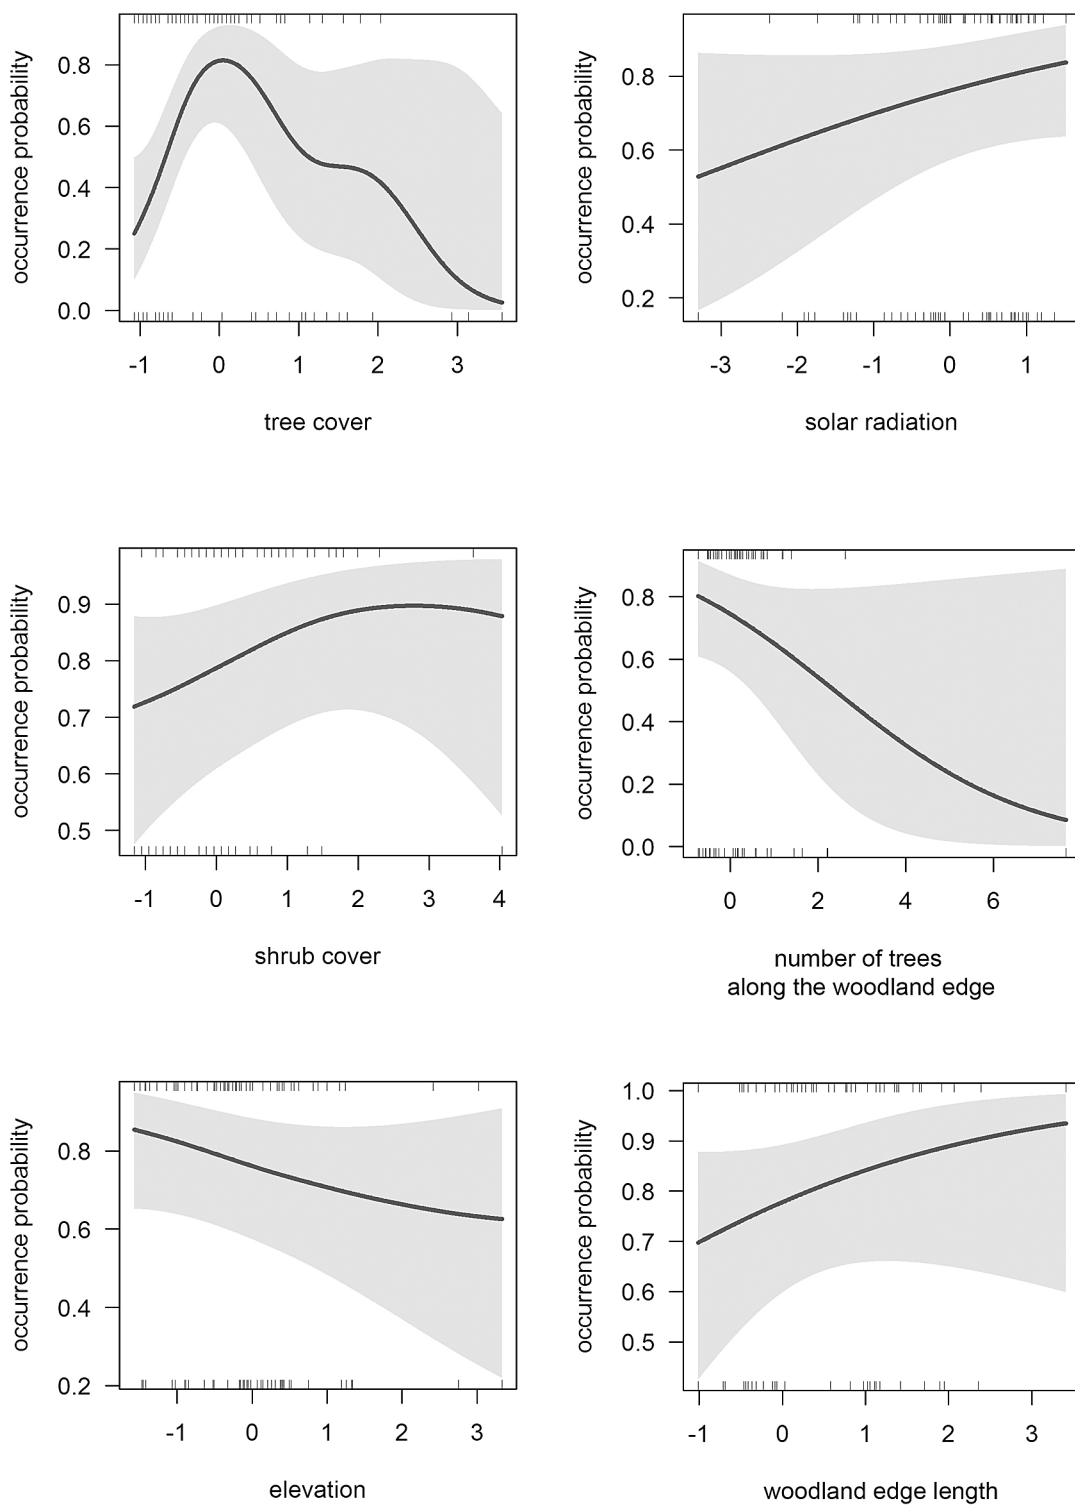 occurrence probability
0.8
0.6
0.4
0.2
0.0
-1 0 1 2 3
tree cover
occurrence probability
0.8
0.6
0.4
0.2
-3 -2 -1 0 1
solar radiation
occurrence probability
0.9
0.8
0.7
0.6
0.5
-1 0 1 2 3 4
shrub cover
occurrence probability
0.8
0.6
0.4
0.2
0.0
0 2 4 6
number of trees
along the woodland edge
occurrence probability
0.8
0.6
0.4
0.2
-1 0 1 2 3
elevation
occurrence probability
1.0
0.9
0.8
0.7
0.6
0.5
-1 0 1 2 3
woodland edge length